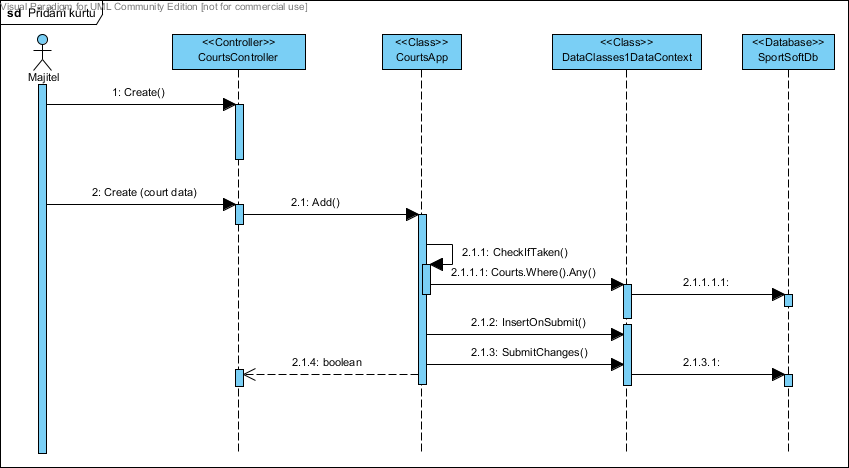 Visual Paradigm for UML Community Edition [not for commercial use]
sd Přidání kurtu
Majitel
<<Controller>>
CourtsController
<<Class>>
CourtsApp
<<Class>>
DataClasses1DataContext
<<Database>>
SportSoftDb
1: Create()
2: Create (court data)
2.1: Add()
2.1.1: CheckIfTaken()
2.1.1.1: Courts.Where().Any()
2.1.1.1.1:
2.1.2: InsertOnSubmit()
2.1.3: SubmitChanges()
2.1.4: boolean
2.1.3.1: